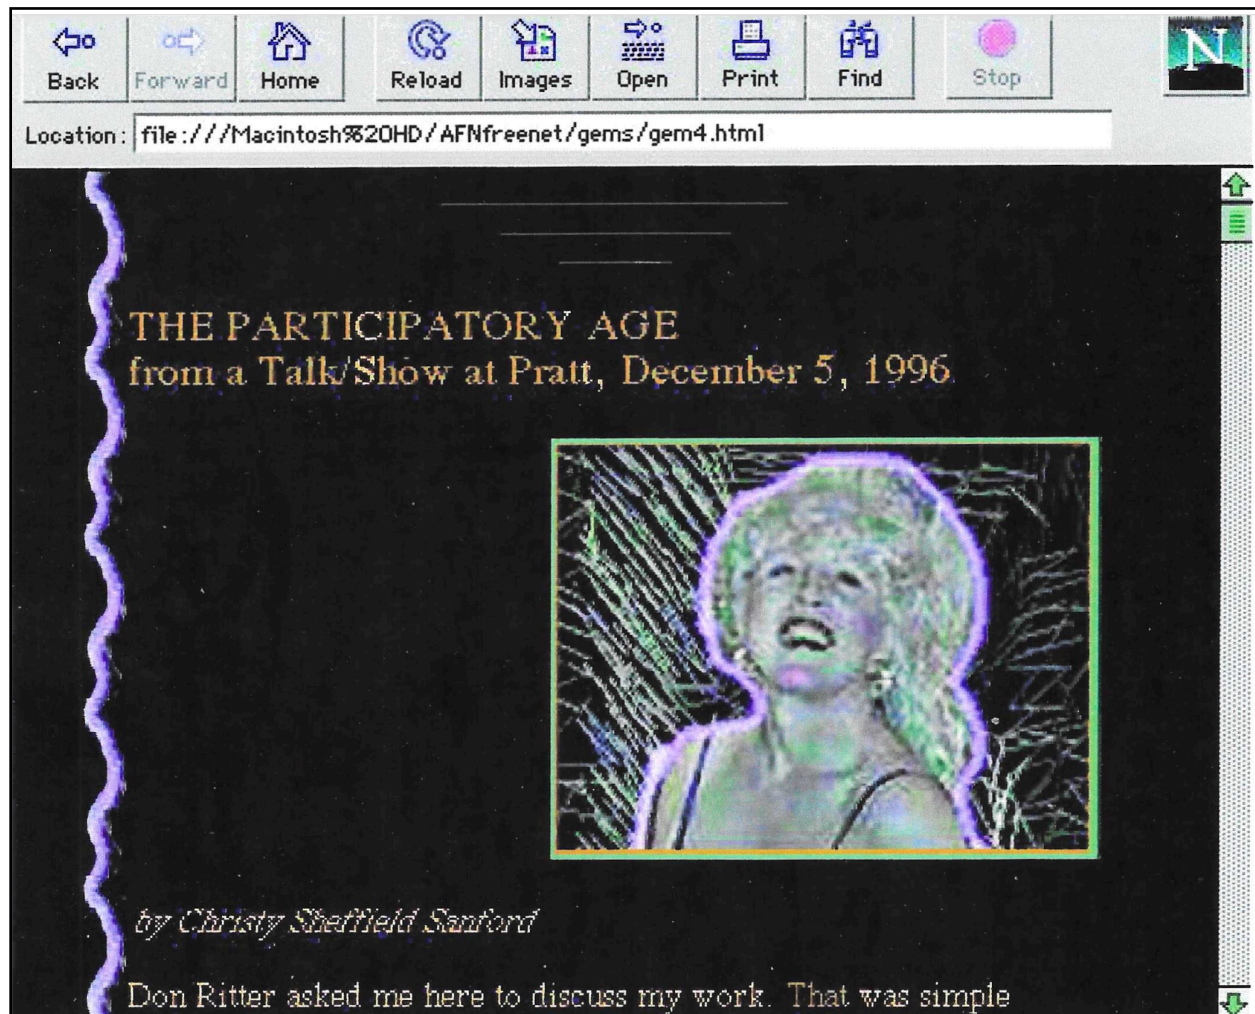 Back Forward Home Reload Images Open Print Find Stop N
Location: file:///Macintosh%20HD/AFNfreenet/gems/gem4.html
THE PARTICIPATORY AGE
from a Talk/Show at Pratt, December 5, 1996
by Christy Sheffield Sanford
Don Ritter asked me here to discuss my work. That was simple